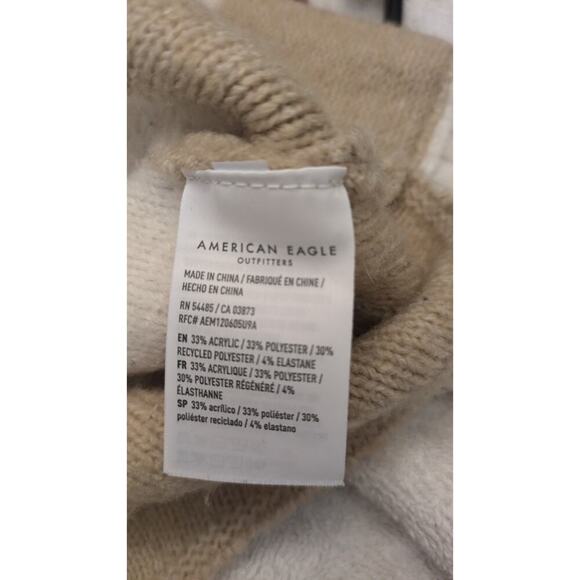 AMERICAN EAGLE
OUTFITTERS
MADE IN CHINA / FABRIQUÉ EN CHINE /
HECHO EN CHINA
RN 54485 / CA 03873
RFC# AEM120605U9A
EN 33% ACRYLIC / 33% POLYESTER / 30%
RECYCLED POLYESTER / 4% ELASTANE
FR 33% ACRYLIQUE / 33% POLYESTER /
30% POLYESTER RÉGÉNÉRÉ / 4%
ÉLASTHANNE
SP 33% acrílico / 33% poliéster / 30%
poliéster reciclado / 4% elastano